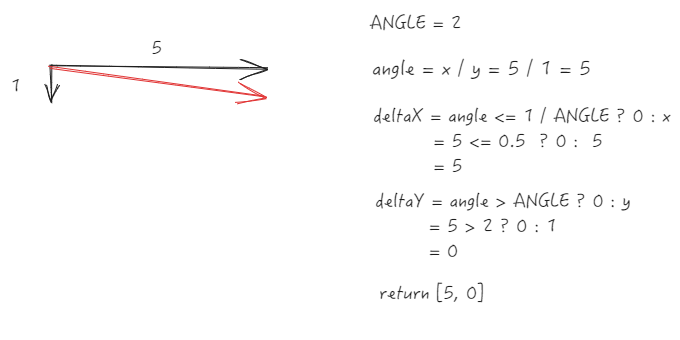 5
1
ANGLE = 2
angle = x / y = 5 / 1 = 5
deltaX = angle <= 1 / ANGLE ? 0 : x
= 5 <= 0.5 ? 0 : 5
= 5
deltaY = angle > ANGLE ? 0 : y
= 5 > 2 ? 0 : 1
= 0
return [5, 0]